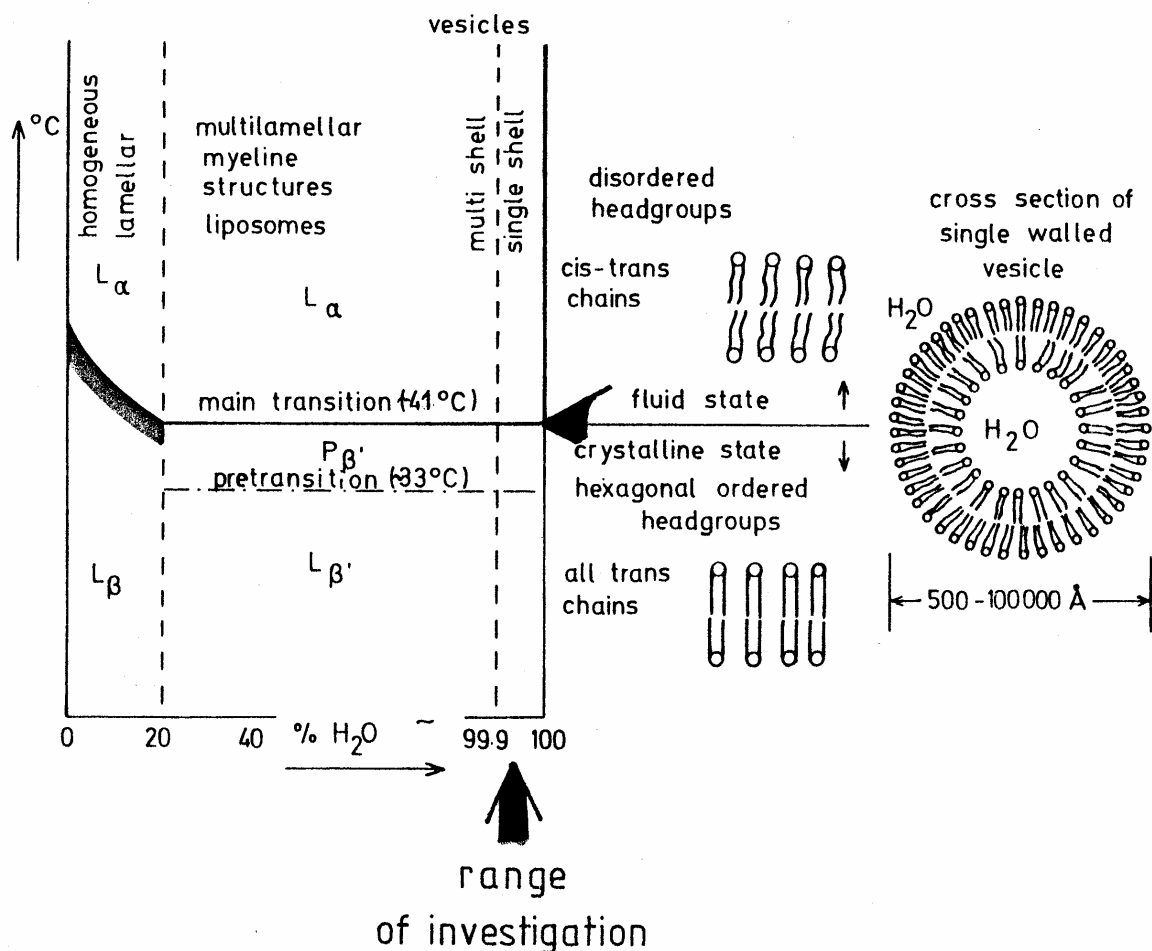 vesicles
°C
homogeneous
lamellar
multilamellar
myeline
structures
liposomes
multi shell
single shell
Lα
Lα
main transition (~41°C)
Pβ'
pretransition (~33°C)
Lβ
Lβ'
0 20 40 % H2O ~ 99.9 100
range
of investigation
disordered
headgroups
cis-trans
chains
fluid state
crystalline state
hexagonal ordered
headgroups
all trans
chains
cross section of
single walled
vesicle
H2O
H2O
500-100000 Å